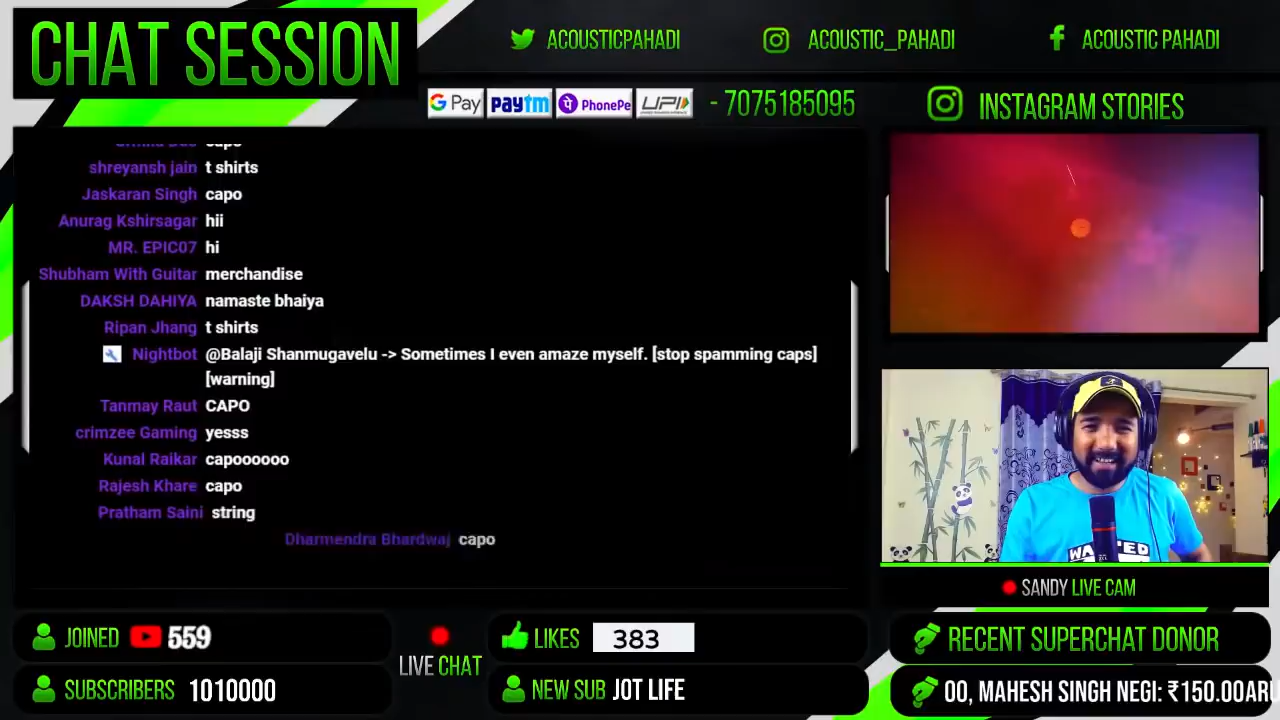 CHAT SESSION
ACOUSTICPAHADI
ACOUSTIC_PAHADI
ACOUSTIC PAHADI
G Pay
paytm
PhonePe
UPI
- 7075185095
INSTAGRAM STORIES
capo
shreyansh jain t shirts
Jaskaran Singh capo
Anurag Kshirsagar hii
MR. EPIC07 hi
Shubham With Guitar merchandise
DAKSH DAHIYA namaste bhaiya
Ripan Jhang t shirts
Nightbot @Balaji Shanmugavelu -> Sometimes I even amaze myself. [stop spamming caps]
[warning]
Tanmay Raut CAPO
crimzee Gaming yesss
Kunal Raikar capoooooo
Rajesh Khare capo
Pratham Saini string
Dharmendra Bhardwaj capo
WANTED
SANDY LIVE CAM
JOINED 559
LIVE CHAT
LIKES 383
RECENT SUPERCHAT DONOR
SUBSCRIBERS 1010000
NEW SUB JOT LIFE
00, MAHESH SINGH NEGI: ₹150.00ARU